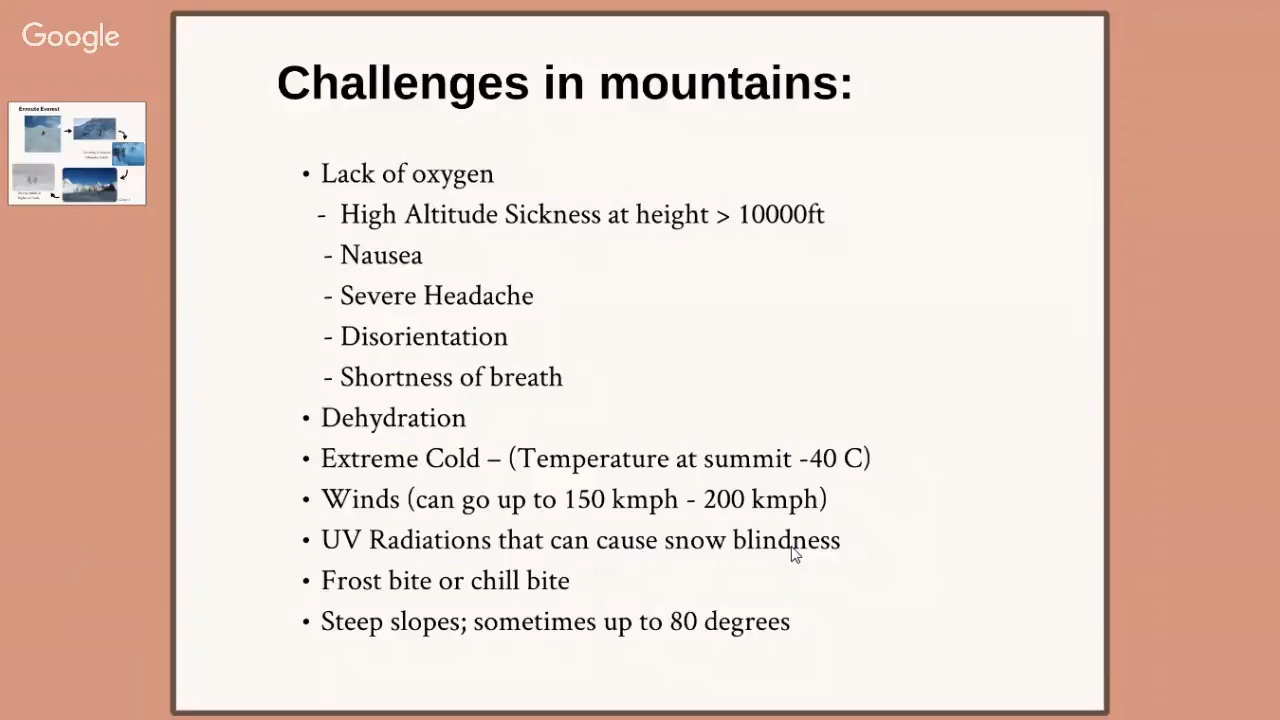 Google
Enroute Everest
Challenges in mountains:
• Lack of oxygen
- High Altitude Sickness at height > 10000ft
- Nausea
- Severe Headache
- Disorientation
- Shortness of breath
• Dehydration
• Extreme Cold – (Temperature at summit -40 C)
• Winds (can go up to 150 kmph - 200 kmph)
• UV Radiations that can cause snow blindness
• Frost bite or chill bite
• Steep slopes; sometimes up to 80 degrees